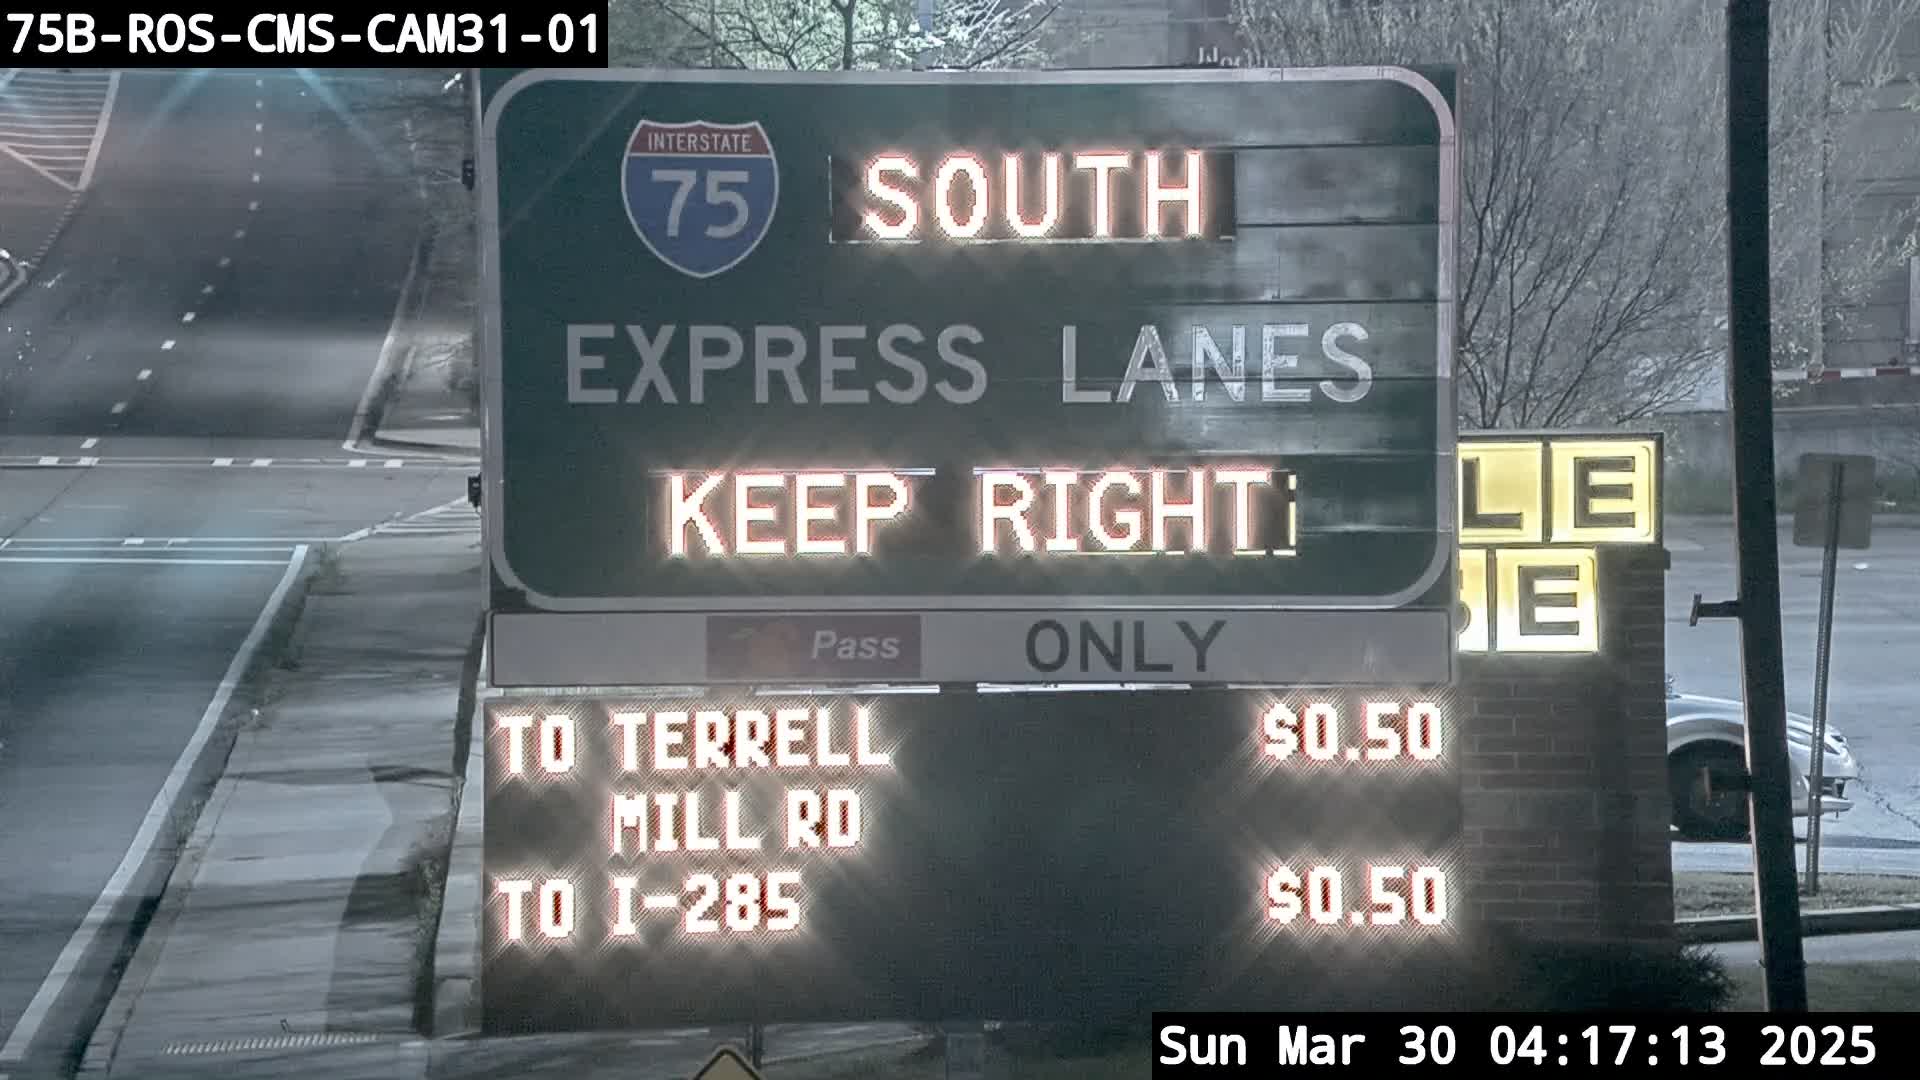 75B-ROS-CMS-CAM31-01
INTERSTATE
75
SOUTH
EXPRESS LANES
KEEP RIGHT
Pass ONLY
TO TERRELL $0.50
MILL RD
TO I-285 $0.50
LE
E
Sun Mar 30 04:17:13 2025